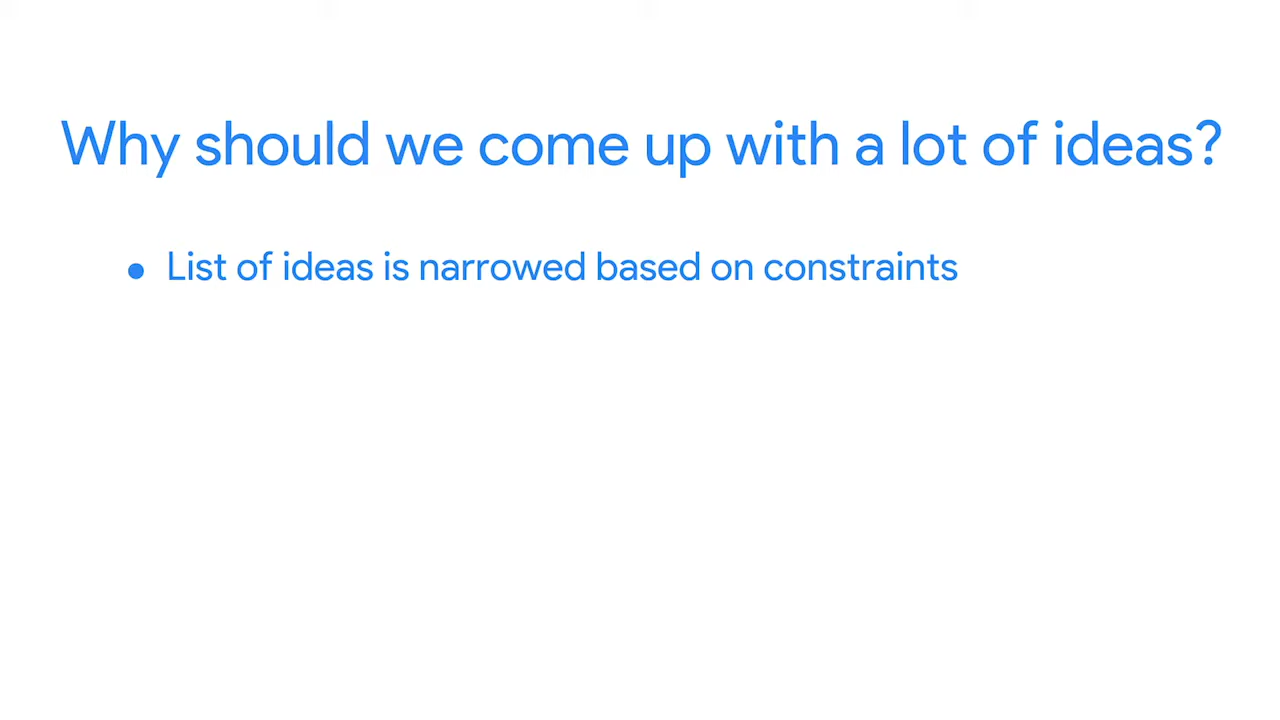 Why should we come up with a lot of ideas?
• List of ideas is narrowed based on constraints